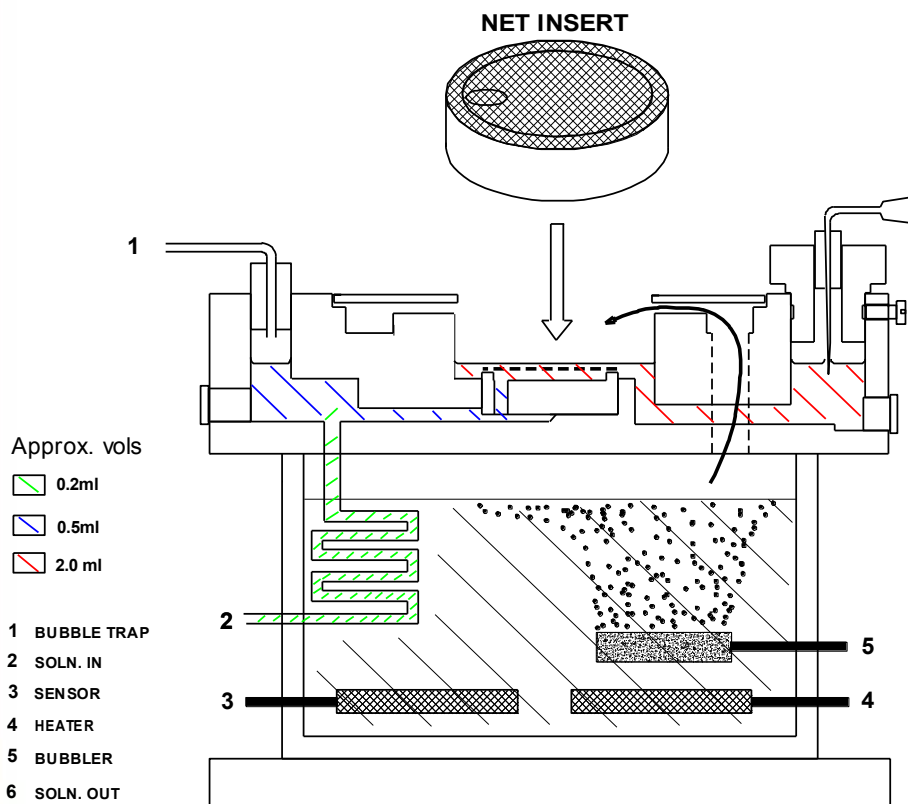 NET INSERT
1
Approx. vols
0.2ml
0.5ml
2.0 ml
2
5
3
4
1 BUBBLE TRAP
2 SOLN. IN
3 SENSOR
4 HEATER
5 BUBBLER
6 SOLN. OUT